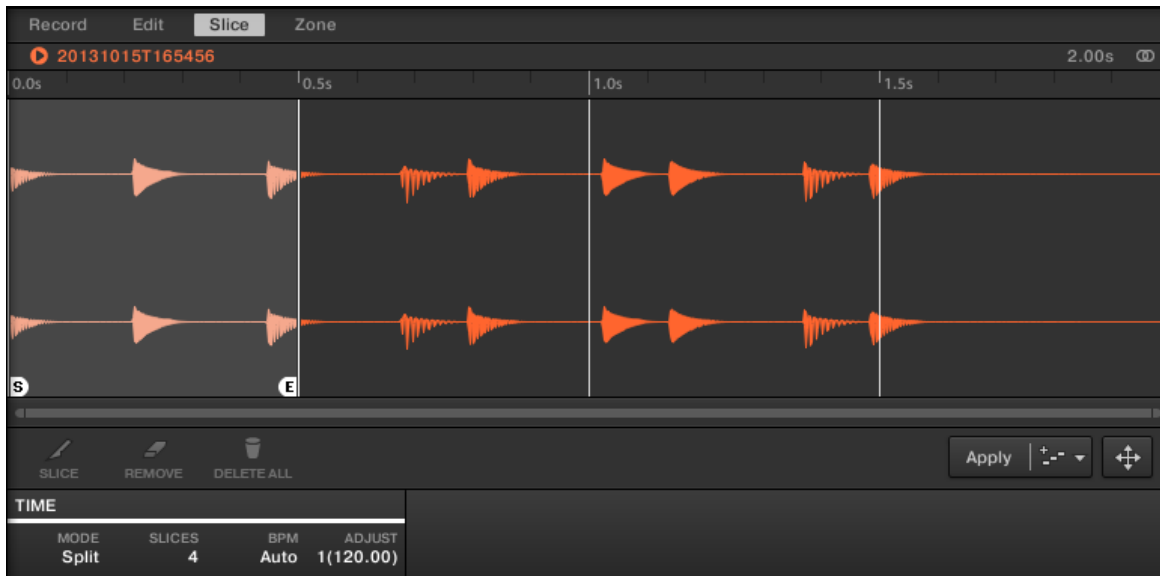 Record Edit Slice Zone
20131015T165456 2.00s
0.0s 0.5s 1.0s 1.5s
S E
SLICE REMOVE DELETE ALL
Apply
TIME
MODE SLICES BPM ADJUST
Split 4 Auto 1(120.00)